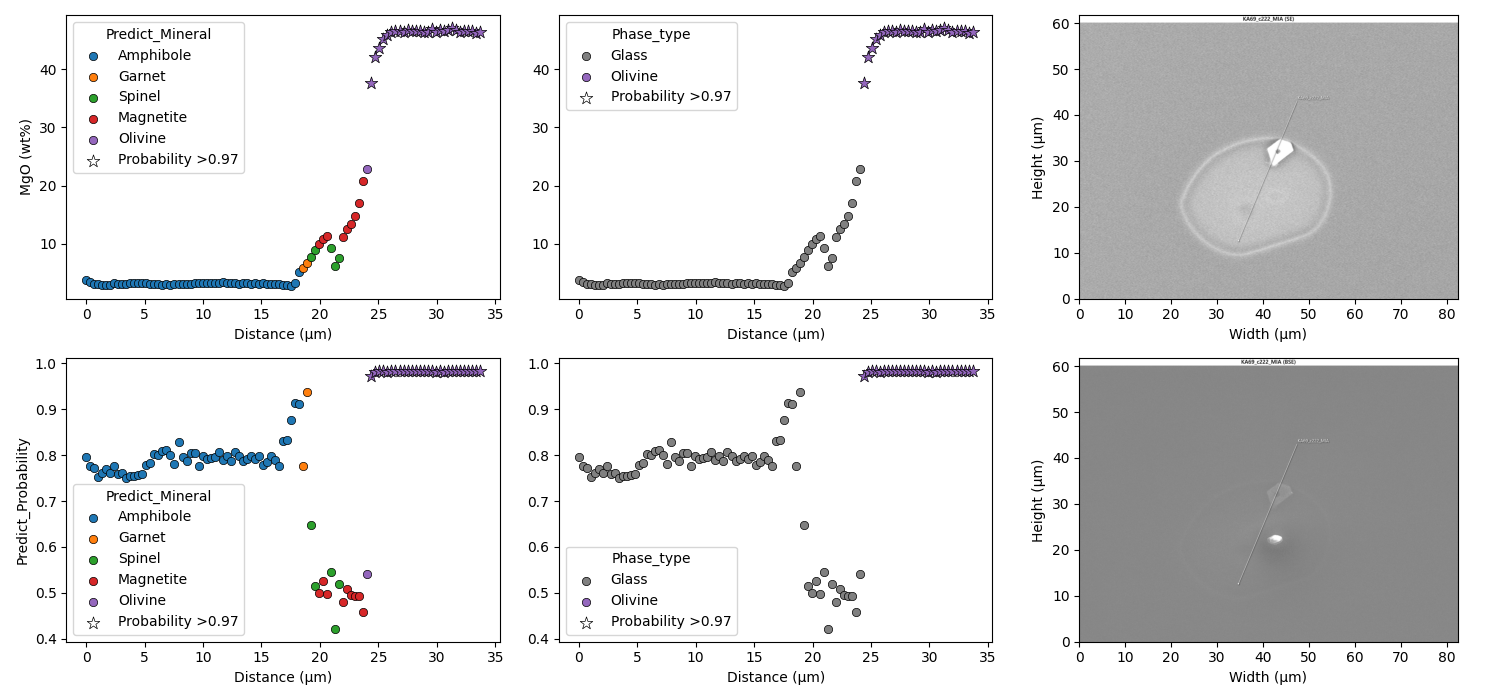 Predict_Mineral
Amphibole
Garnet
Spinel
Magnetite
Olivine
Probability >0.97
MgO (wt%)
40
30
20
10
0
5
10
15
20
25
30
35
Distance (μm)
Phase_type
Glass
Olivine
Probability >0.97
40
30
20
10
0
5
10
15
20
25
30
35
Distance (μm)
KA69_c222_MIA (SE)
Height (μm)
60
50
40
30
20
10
0
0
10
20
30
40
50
60
70
80
Width (μm)
Predict_Probability
1.0
0.9
0.8
0.7
0.6
0.5
0.4
Predict_Mineral
Amphibole
Garnet
Spinel
Magnetite
Olivine
Probability >0.97
0
5
10
15
20
25
30
35
Distance (μm)
1.0
0.9
0.8
0.7
0.6
0.5
0.4
Phase_type
Glass
Olivine
Probability >0.97
0
5
10
15
20
25
30
35
Distance (μm)
KA69_c222_MIA (BSE)
Height (μm)
60
50
40
30
20
10
0
0
10
20
30
40
50
60
70
80
Width (μm)